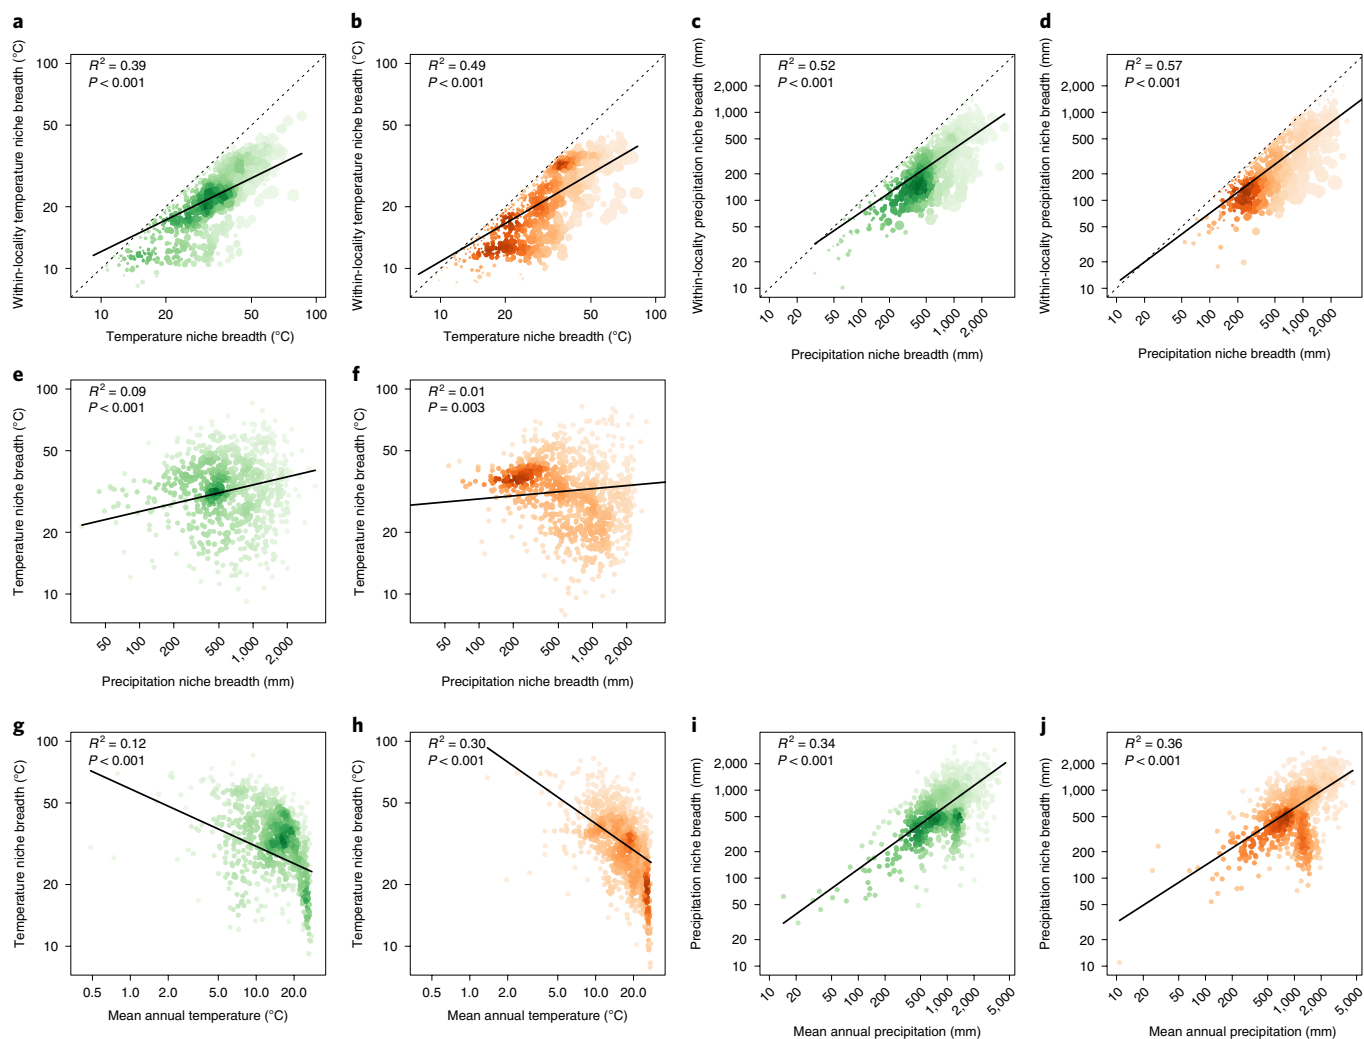 a
b
c
d
R² = 0.39
P < 0.001
R² = 0.49
P < 0.001
R² = 0.52
P < 0.001
R² = 0.57
P < 0.001
Within-locality temperature niche breadth (°C)
100
50
20
10
10 20 50 100
Temperature niche breadth (°C)
Within-locality temperature niche breadth (°C)
100
50
20
10
10 20 50 100
Temperature niche breadth (°C)
Within-locality precipitation niche breadth (mm)
2,000
1,000
500
200
100
50
20
10
10 20 50 100 200 500 1,000 2,000
Precipitation niche breadth (mm)
Within-locality precipitation niche breadth (mm)
2,000
1,000
500
200
100
50
20
10
10 20 50 100 200 500 1,000 2,000
Precipitation niche breadth (mm)
e
f
R² = 0.09
P < 0.001
R² = 0.01
P = 0.003
Temperature niche breadth (°C)
100
50
20
10
50 100 200 500 1,000 2,000
Precipitation niche breadth (mm)
Temperature niche breadth (°C)
100
50
20
10
50 100 200 500 1,000 2,000
Precipitation niche breadth (mm)
g
h
i
j
R² = 0.12
P < 0.001
R² = 0.30
P < 0.001
R² = 0.34
P < 0.001
R² = 0.36
P < 0.001
Temperature niche breadth (°C)
100
50
20
10
0.5 1.0 2.0 5.0 10.0 20.0
Mean annual temperature (°C)
Temperature niche breadth (°C)
100
50
20
10
0.5 1.0 2.0 5.0 10.0 20.0
Mean annual temperature (°C)
Precipitation niche breadth (mm)
2,000
1,000
500
200
100
50
20
10
10 20 50 100 200 500 1,000 2,000 5,000
Mean annual precipitation (mm)
Precipitation niche breadth (mm)
2,000
1,000
500
200
100
50
20
10
10 20 50 100 200 500 1,000 2,000 5,000
Mean annual precipitation (mm)